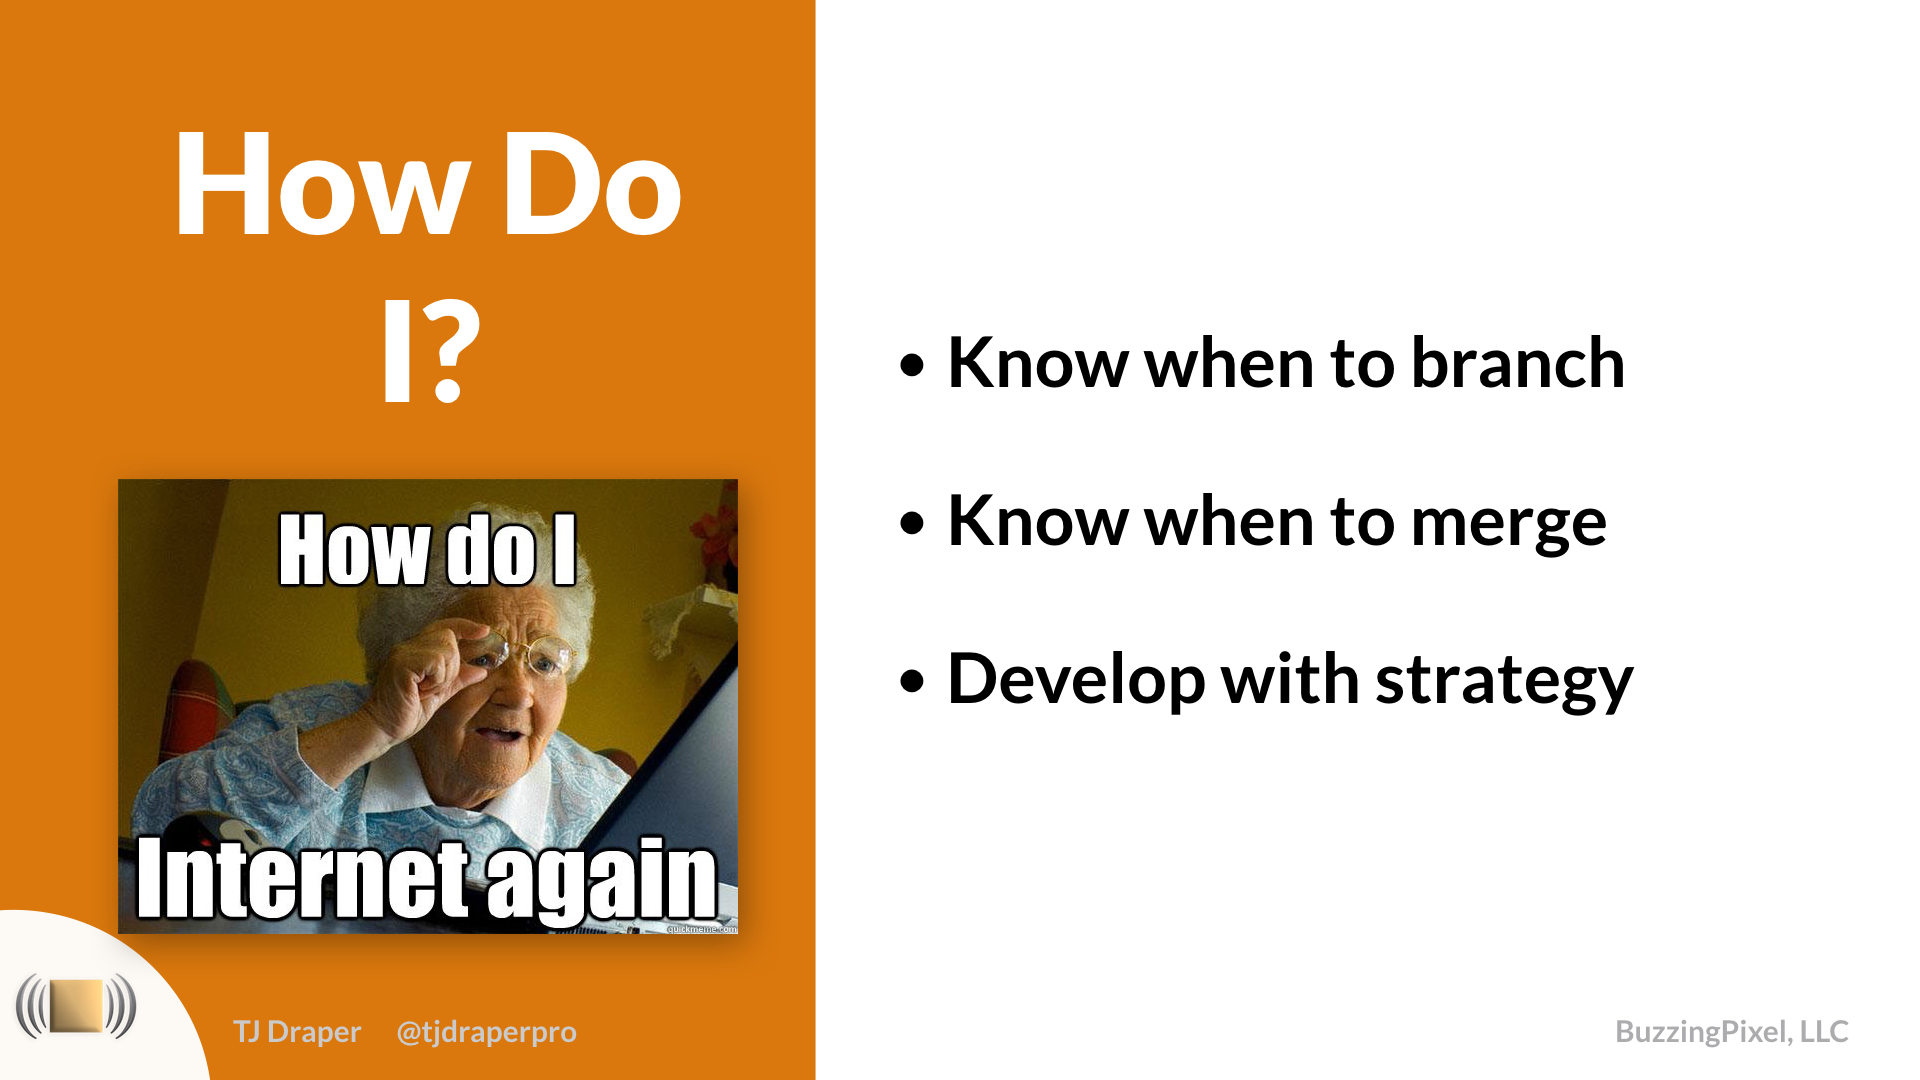 How Do
I?
How do I
Internet again
quickmeme.com
TJ Draper @tjdraperpro
• Know when to branch
• Know when to merge
• Develop with strategy
BuzzingPixel, LLC